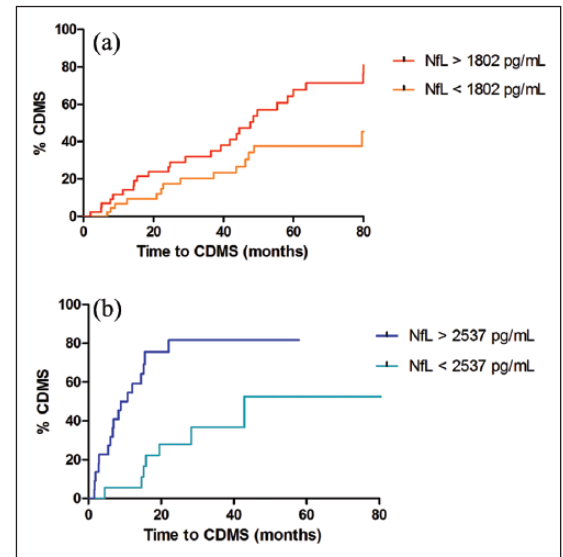 (a)
NfL > 1802 pg/mL
NfL < 1802 pg/mL
% CDMS
100
80
60
40
20
0
0 20 40 60 80
Time to CDMS (months)
(b)
NfL > 2537 pg/mL
NfL < 2537 pg/mL
% CDMS
100
80
60
40
20
0
0 20 40 60 80
Time to CDMS (months)